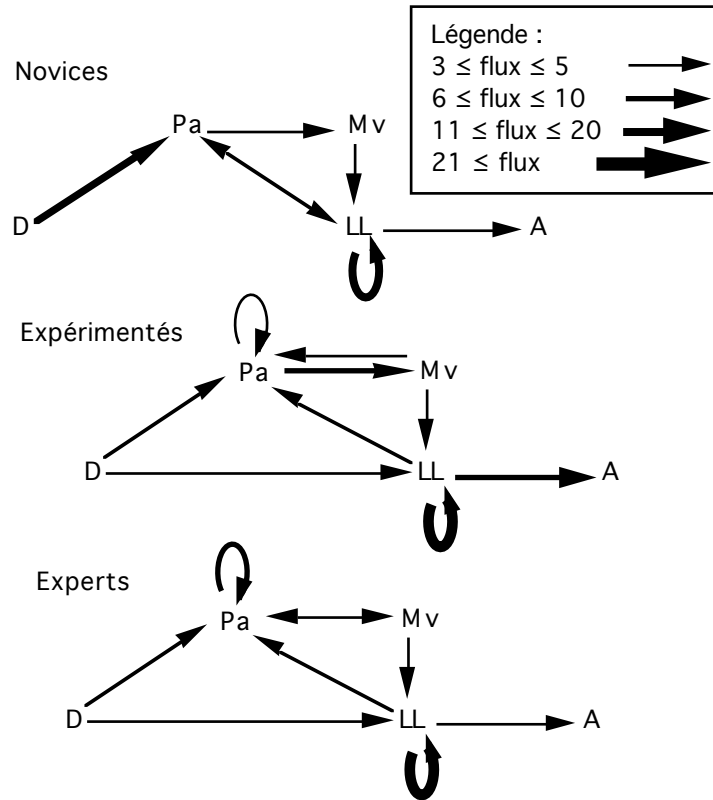 Légende :
3 ≤ flux ≤ 5
6 ≤ flux ≤ 10
11 ≤ flux ≤ 20
21 ≤ flux
Novices
Pa Mv
D LL A
Expérimentés
Pa Mv
D LL A
Experts
Pa Mv
D LL A